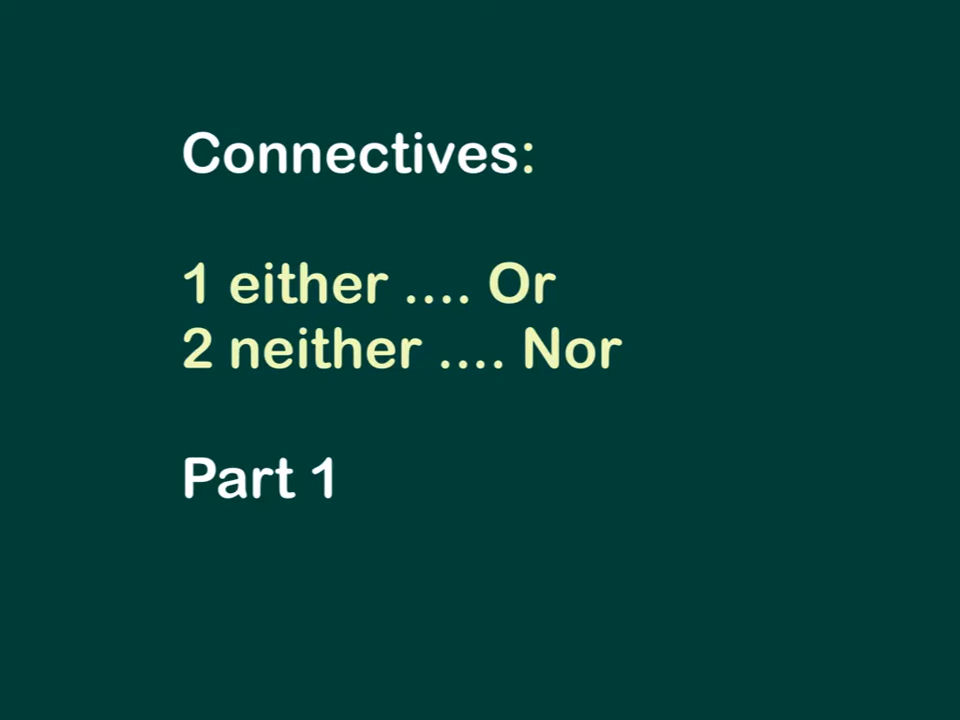 Connectives:
1 either .... Or
2 neither .... Nor
Part 1